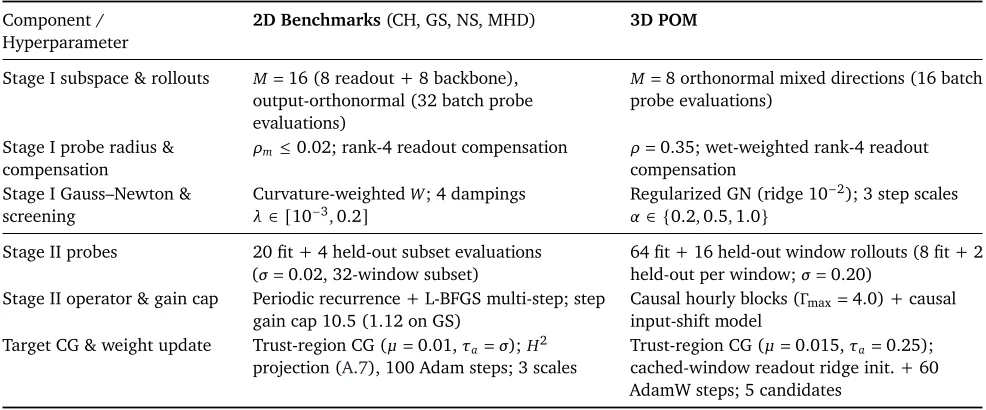 Component / Hyperparameter 2D Benchmarks (CH, GS, NS, MHD) 3D POM
Stage I subspace & rollouts M = 16 (8 readout + 8 backbone), output-orthonormal (32 batch probe evaluations) M = 8 orthonormal mixed directions (16 batch probe evaluations)
Stage I probe radius & compensation ρₘ ≤ 0.02; rank-4 readout compensation ρ = 0.35; wet-weighted rank-4 readout compensation
Stage I Gauss–Newton & screening Curvature-weighted W; 4 dampings λ ∈ [10⁻³, 0.2] Regularized GN (ridge 10⁻²); 3 step scales α ∈ {0.2, 0.5, 1.0}
Stage II probes 20 fit + 4 held-out subset evaluations (σ = 0.02, 32-window subset) 64 fit + 16 held-out window rollouts (8 fit + 2 held-out per window; σ = 0.20)
Stage II operator & gain cap Periodic recurrence + L-BFGS multi-step; step gain cap 10.5 (1.12 on GS) Causal hourly blocks (Γmax = 4.0) + causal input-shift model
Target CG & weight update Trust-region CG (μ = 0.01, τₐ = σ); H² projection (A.7), 100 Adam steps; 3 scales Trust-region CG (μ = 0.015, τₐ = 0.25); cached-window readout ridge init. + 60 AdamW steps; 5 candidates